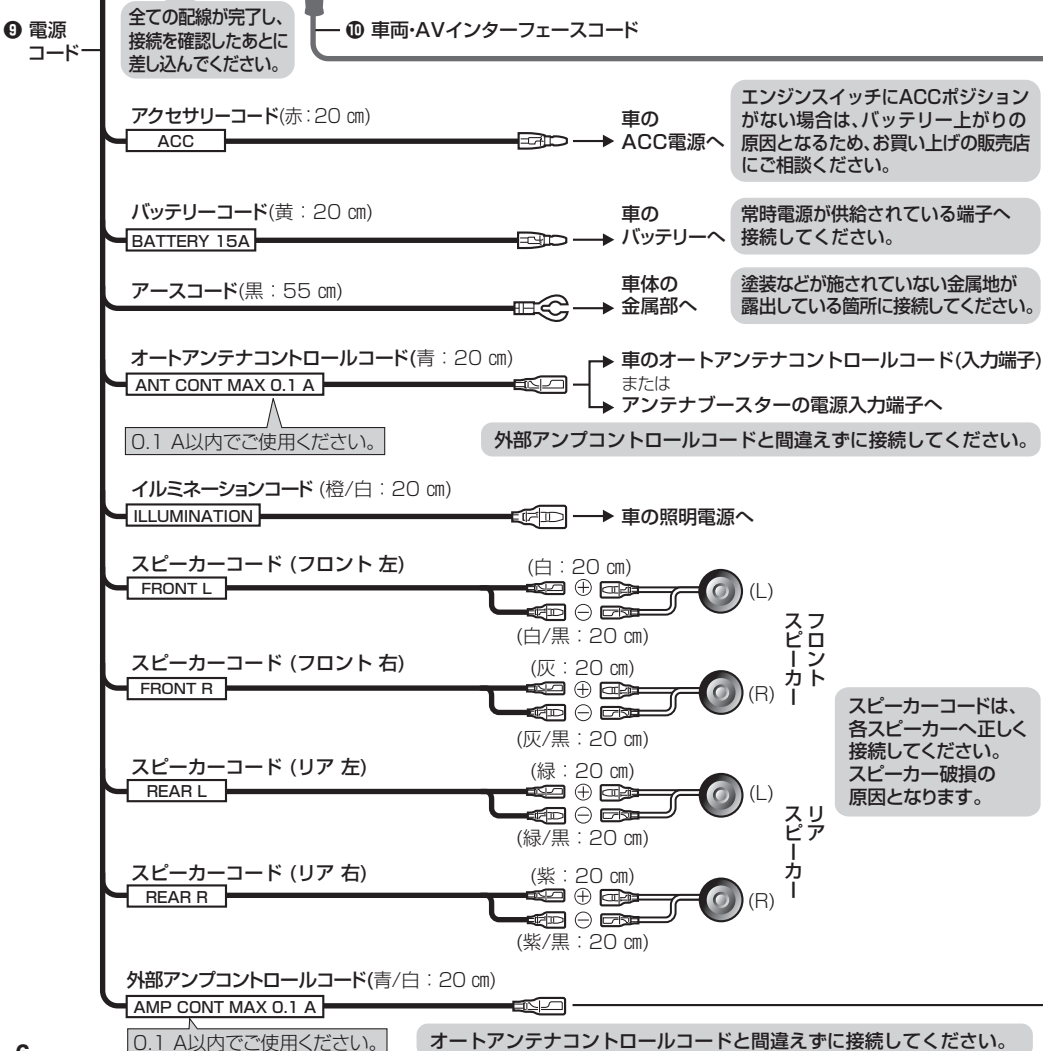 ❾ 電源
コード
全ての配線が完了し、
接続を確認したあとに
差し込んでください。
❿ 車両・AVインターフェースコード
アクセサリーコード(赤：20 ㎝)
ACC
車の
ACC電源へ
エンジンスイッチにACCポジション
がない場合は、バッテリー上がりの
原因となるため、お買い上げの販売店
にご相談ください。
バッテリーコード(黄：20 ㎝)
BATTERY 15A
車の
バッテリーへ
常時電源が供給されている端子へ
接続してください。
アースコード(黒：55 ㎝)
車体の
金属部へ
塗装などが施されていない金属地が
露出している箇所に接続してください。
オートアンテナコントロールコード(青：20 ㎝)
ANT CONT MAX 0.1 A
0.1 A以内でご使用ください。
車のオートアンテナコントロールコード(入力端子)
または
アンテナブースターの電源入力端子へ
外部アンプコントロールコードと間違えずに接続してください。
イルミネーションコード (橙/白：20 ㎝)
ILLUMINATION
車の照明電源へ
スピーカーコード (フロント 左)
FRONT L
(白：20 ㎝)
⊕
⊖
(白/黒：20 ㎝)
(L)
スピーカーコード (フロント 右)
FRONT R
(灰：20 ㎝)
⊕
⊖
(灰/黒：20 ㎝)
(R)
フロント
スピーカー
スピーカーコードは、
各スピーカーへ正しく
接続してください。
スピーカー破損の
原因となります。
スピーカーコード (リア 左)
REAR L
(緑：20 ㎝)
⊕
⊖
(緑/黒：20 ㎝)
(L)
スピーカーコード (リア 右)
REAR R
(紫：20 ㎝)
⊕
⊖
(紫/黒：20 ㎝)
(R)
リア
スピーカー
外部アンプコントロールコード(青/白：20 ㎝)
AMP CONT MAX 0.1 A
0.1 A以内でご使用ください。
オートアンテナコントロールコードと間違えずに接続してください。